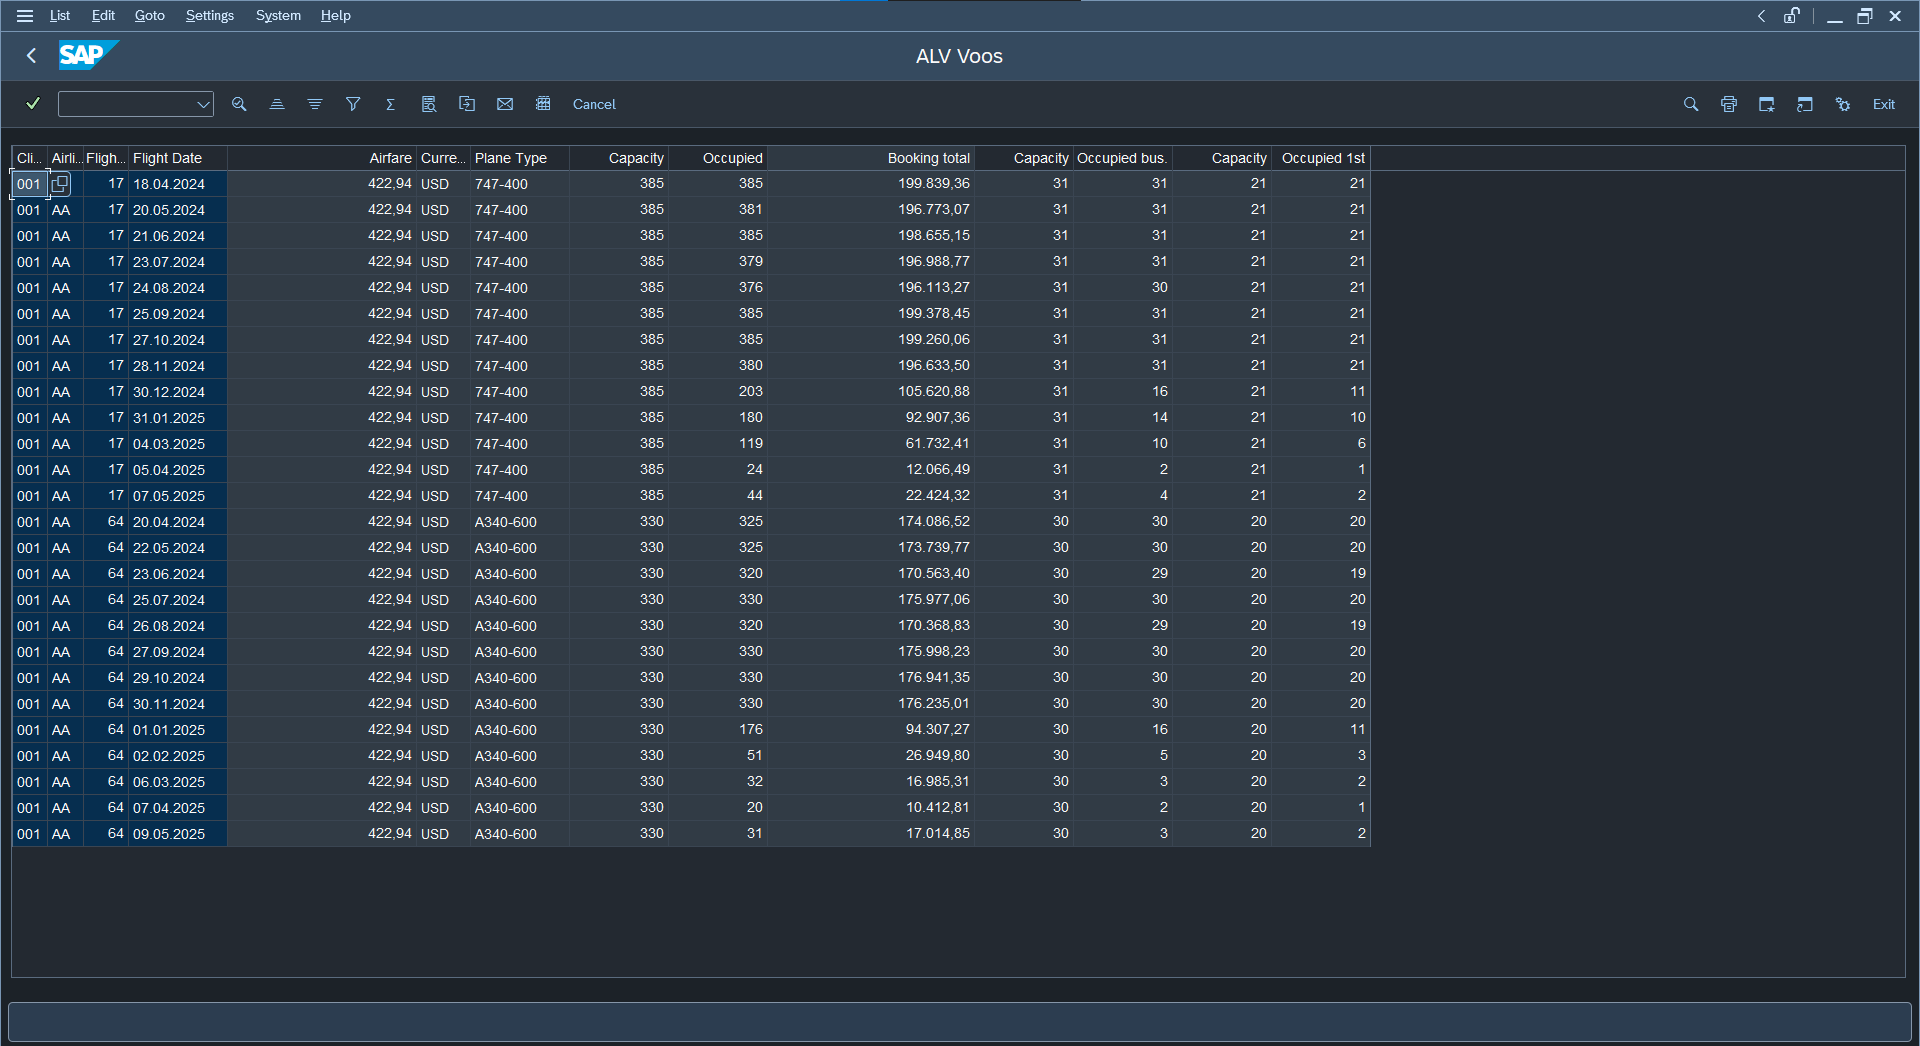 List Edit Goto Settings System Help
SAP ALV Voos
Cancel Exit
Cli... Airli... Fligh... Flight Date Airfare Curre... Plane Type Capacity Occupied Booking total Capacity Occupied bus. Capacity Occupied 1st
001 17 18.04.2024 422,94 USD 747-400 385 385 199.839,36 31 31 21 21
001 AA 17 20.05.2024 422,94 USD 747-400 385 381 196.773,07 31 31 21 21
001 AA 17 21.06.2024 422,94 USD 747-400 385 385 198.655,15 31 31 21 21
001 AA 17 23.07.2024 422,94 USD 747-400 385 379 196.988,77 31 31 21 21
001 AA 17 24.08.2024 422,94 USD 747-400 385 376 196.113,27 31 30 21 21
001 AA 17 25.09.2024 422,94 USD 747-400 385 385 199.378,45 31 31 21 21
001 AA 17 27.10.2024 422,94 USD 747-400 385 385 199.260,06 31 31 21 21
001 AA 17 28.11.2024 422,94 USD 747-400 385 380 196.633,50 31 31 21 21
001 AA 17 30.12.2024 422,94 USD 747-400 385 203 105.620,88 31 16 21 11
001 AA 17 31.01.2025 422,94 USD 747-400 385 180 92.907,36 31 14 21 10
001 AA 17 04.03.2025 422,94 USD 747-400 385 119 61.732,41 31 10 21 6
001 AA 17 05.04.2025 422,94 USD 747-400 385 24 12.066,49 31 2 21 1
001 AA 17 07.05.2025 422,94 USD 747-400 385 44 22.424,32 31 4 21 2
001 AA 64 20.04.2024 422,94 USD A340-600 330 325 174.086,52 30 30 20 20
001 AA 64 22.05.2024 422,94 USD A340-600 330 325 173.739,77 30 30 20 20
001 AA 64 23.06.2024 422,94 USD A340-600 330 320 170.563,40 30 29 20 19
001 AA 64 25.07.2024 422,94 USD A340-600 330 330 175.977,06 30 30 20 20
001 AA 64 26.08.2024 422,94 USD A340-600 330 320 170.368,83 30 29 20 19
001 AA 64 27.09.2024 422,94 USD A340-600 330 330 175.998,23 30 30 20 20
001 AA 64 29.10.2024 422,94 USD A340-600 330 330 176.941,35 30 30 20 20
001 AA 64 30.11.2024 422,94 USD A340-600 330 330 176.235,01 30 30 20 20
001 AA 64 01.01.2025 422,94 USD A340-600 330 176 94.307,27 30 16 20 11
001 AA 64 02.02.2025 422,94 USD A340-600 330 51 26.949,80 30 5 20 3
001 AA 64 06.03.2025 422,94 USD A340-600 330 32 16.985,31 30 3 20 2
001 AA 64 07.04.2025 422,94 USD A340-600 330 20 10.412,81 30 2 20 1
001 AA 64 09.05.2025 422,94 USD A340-600 330 31 17.014,85 30 3 20 2